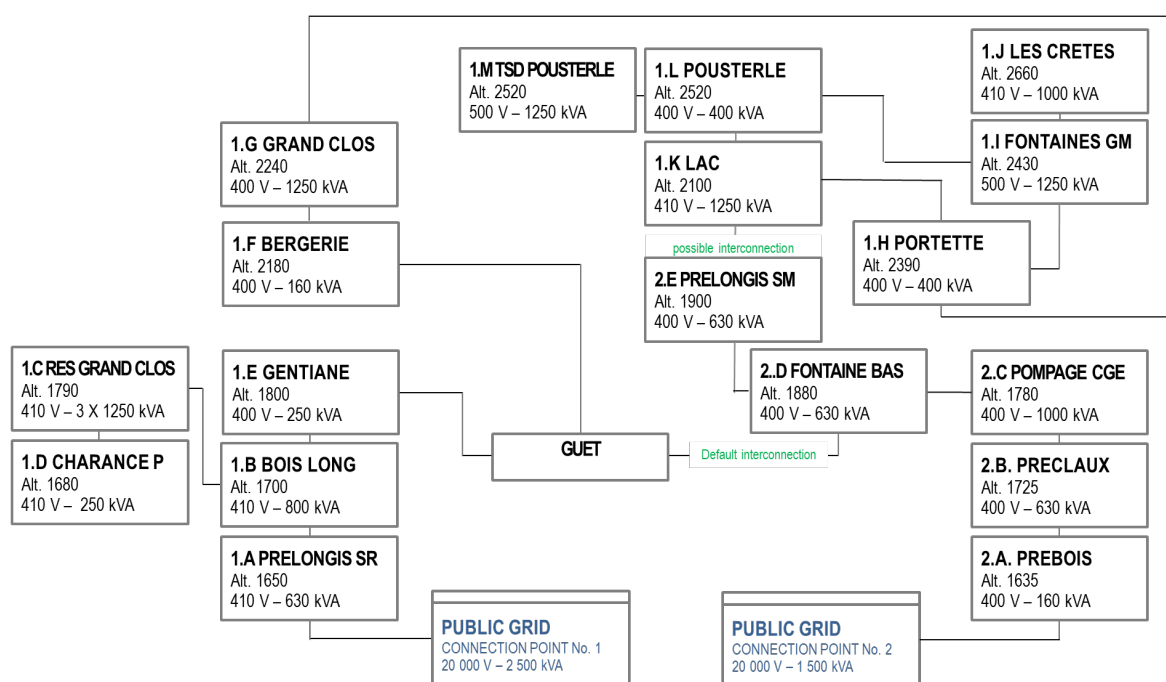 1.M TSD POUSTERLE
Alt. 2520
500 V – 1250 kVA
1.L POUSTERLE
Alt. 2520
400 V – 400 kVA
1.J LES CRETES
Alt. 2660
410 V – 1000 kVA
1.G GRAND CLOS
Alt. 2240
400 V – 1250 kVA
1.K LAC
Alt. 2100
410 V – 1250 kVA
1.I FONTAINES GM
Alt. 2430
500 V – 1250 kVA
1.F BERGERIE
Alt. 2180
400 V – 160 kVA
possible interconnection
1.H PORTETTE
Alt. 2390
400 V – 400 kVA
2.E PRELONGIS SM
Alt. 1900
400 V – 630 kVA
1.C RES GRAND CLOS
Alt. 1790
410 V – 3 X 1250 kVA
1.E GENTIANE
Alt. 1800
400 V – 250 kVA
2..D FONTAINE BAS
Alt. 1880
400 V – 630 kVA
2..C POMPAGE CGE
Alt. 1780
400 V – 1000 kVA
1.D CHARANCE P
Alt. 1680
410 V – 250 kVA
1.B BOIS LONG
Alt. 1700
410 V – 800 kVA
GUET
Default interconnection
2.B. PRECLAUX
Alt. 1725
400 V – 630 kVA
1.A PRELONGIS SR
Alt. 1650
410 V – 630 kVA
2.A. PREBOIS
Alt. 1635
400 V – 160 kVA
PUBLIC GRID
CONNECTION POINT No. 1
20 000 V – 2 500 kVA
PUBLIC GRID
CONNECTION POINT No. 2
20 000 V – 1 500 kVA